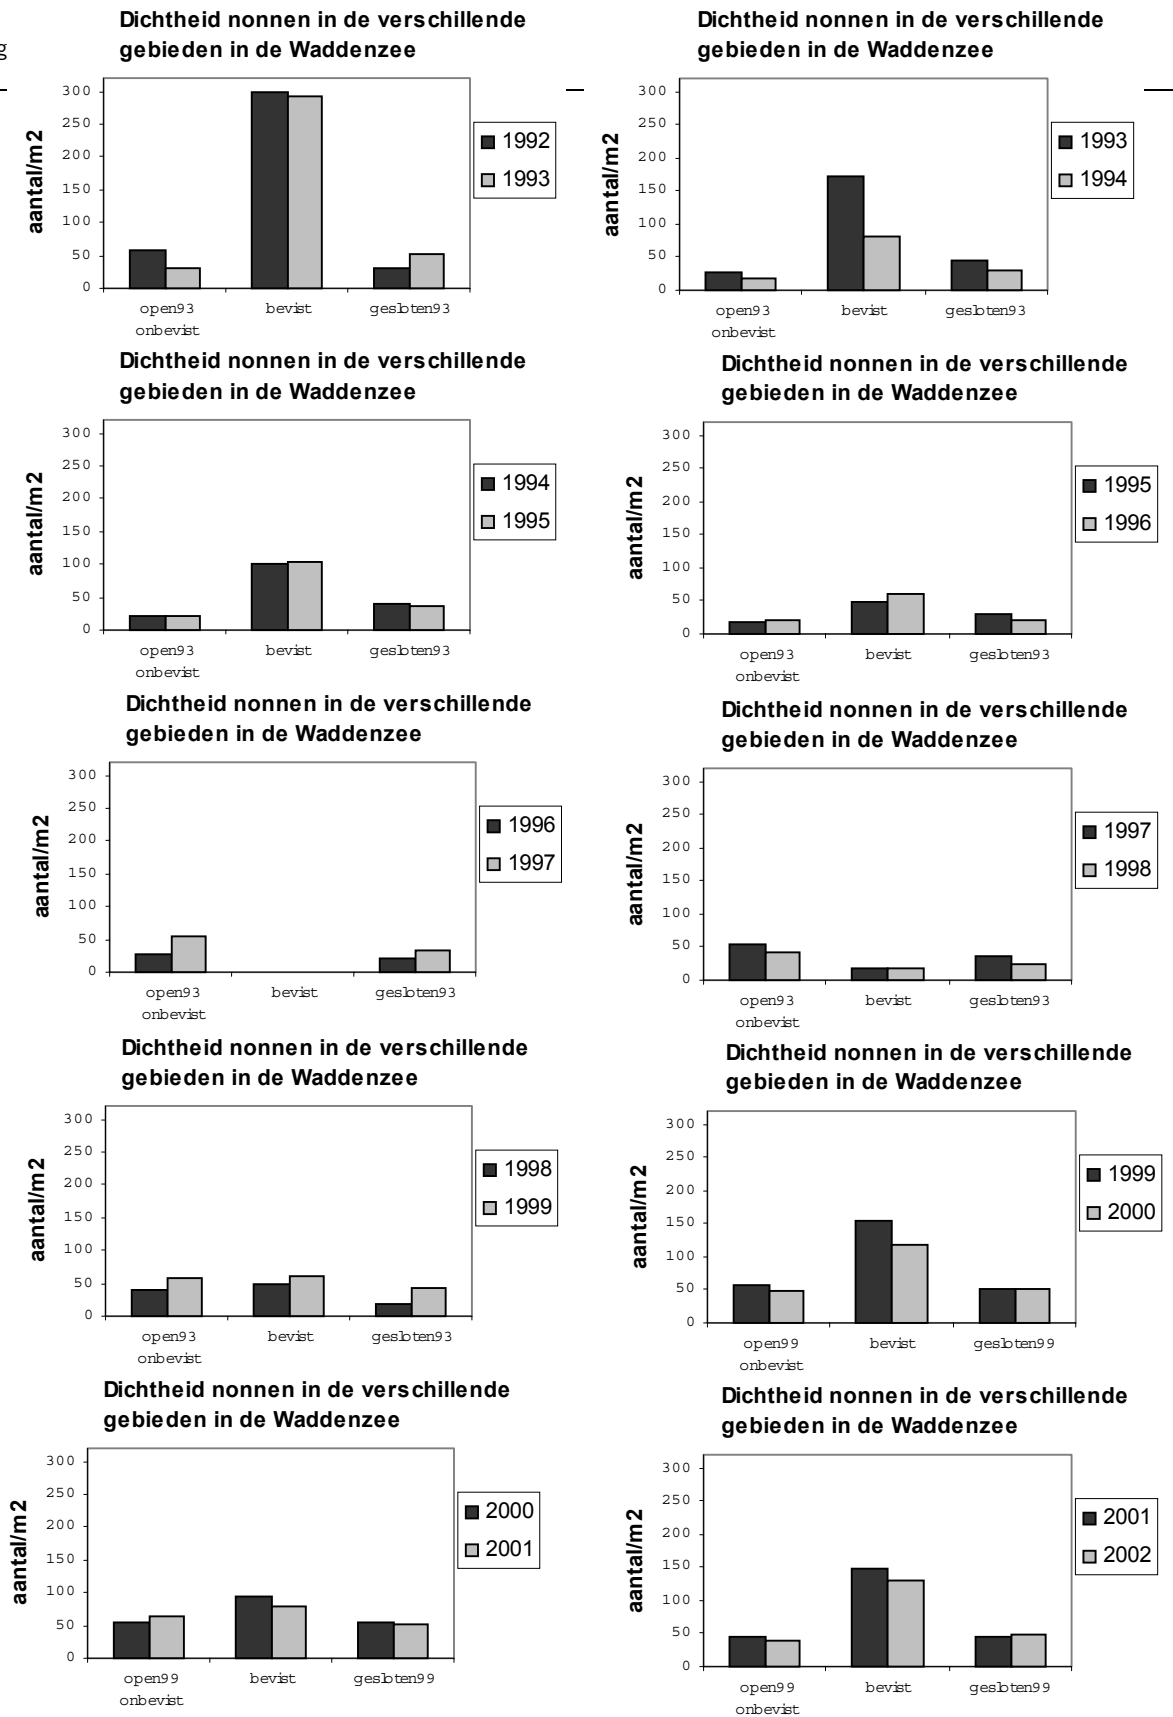 g
Dichtheid nonnen in de verschillende
gebieden in de Waddenzee
aantal/m2
300
250
200
150
100
50
0
open93
onbevist
bevist
gesloten93
1992
1993
Dichtheid nonnen in de verschillende
gebieden in de Waddenzee
aantal/m2
300
250
200
150
100
50
0
open93
onbevist
bevist
gesloten93
1993
1994
Dichtheid nonnen in de verschillende
gebieden in de Waddenzee
aantal/m2
300
250
200
150
100
50
0
open93
onbevist
bevist
gesloten93
1994
1995
Dichtheid nonnen in de verschillende
gebieden in de Waddenzee
aantal/m2
300
250
200
150
100
50
0
open93
onbevist
bevist
gesloten93
1995
1996
Dichtheid nonnen in de verschillende
gebieden in de Waddenzee
aantal/m2
300
250
200
150
100
50
0
open93
onbevist
bevist
gesloten93
1996
1997
Dichtheid nonnen in de verschillende
gebieden in de Waddenzee
aantal/m2
300
250
200
150
100
50
0
open93
onbevist
bevist
gesloten93
1997
1998
Dichtheid nonnen in de verschillende
gebieden in de Waddenzee
aantal/m2
300
250
200
150
100
50
0
open93
onbevist
bevist
gesloten93
1998
1999
Dichtheid nonnen in de verschillende
gebieden in de Waddenzee
aantal/m2
300
250
200
150
100
50
0
open99
onbevist
bevist
gesloten99
1999
2000
Dichtheid nonnen in de verschillende
gebieden in de Waddenzee
aantal/m2
300
250
200
150
100
50
0
open99
onbevist
bevist
gesloten99
2000
2001
Dichtheid nonnen in de verschillende
gebieden in de Waddenzee
aantal/m2
300
250
200
150
100
50
0
open99
onbevist
bevist
gesloten99
2001
2002